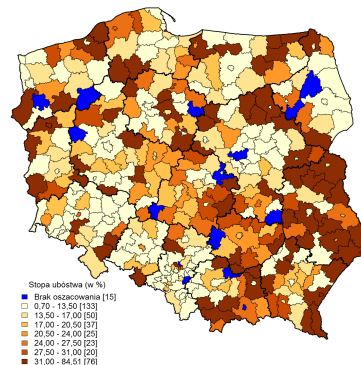 Stopa ubóstwa (w %)
Brak oszacowania [15]
0,70 - 13,50 [133]
13,50 - 17,00 [50]
17,00 - 20,50 [37]
20,50 - 24,00 [25]
24,00 - 27,50 [23]
27,50 - 31,00 [20]
31,00 - 84,51 [76]